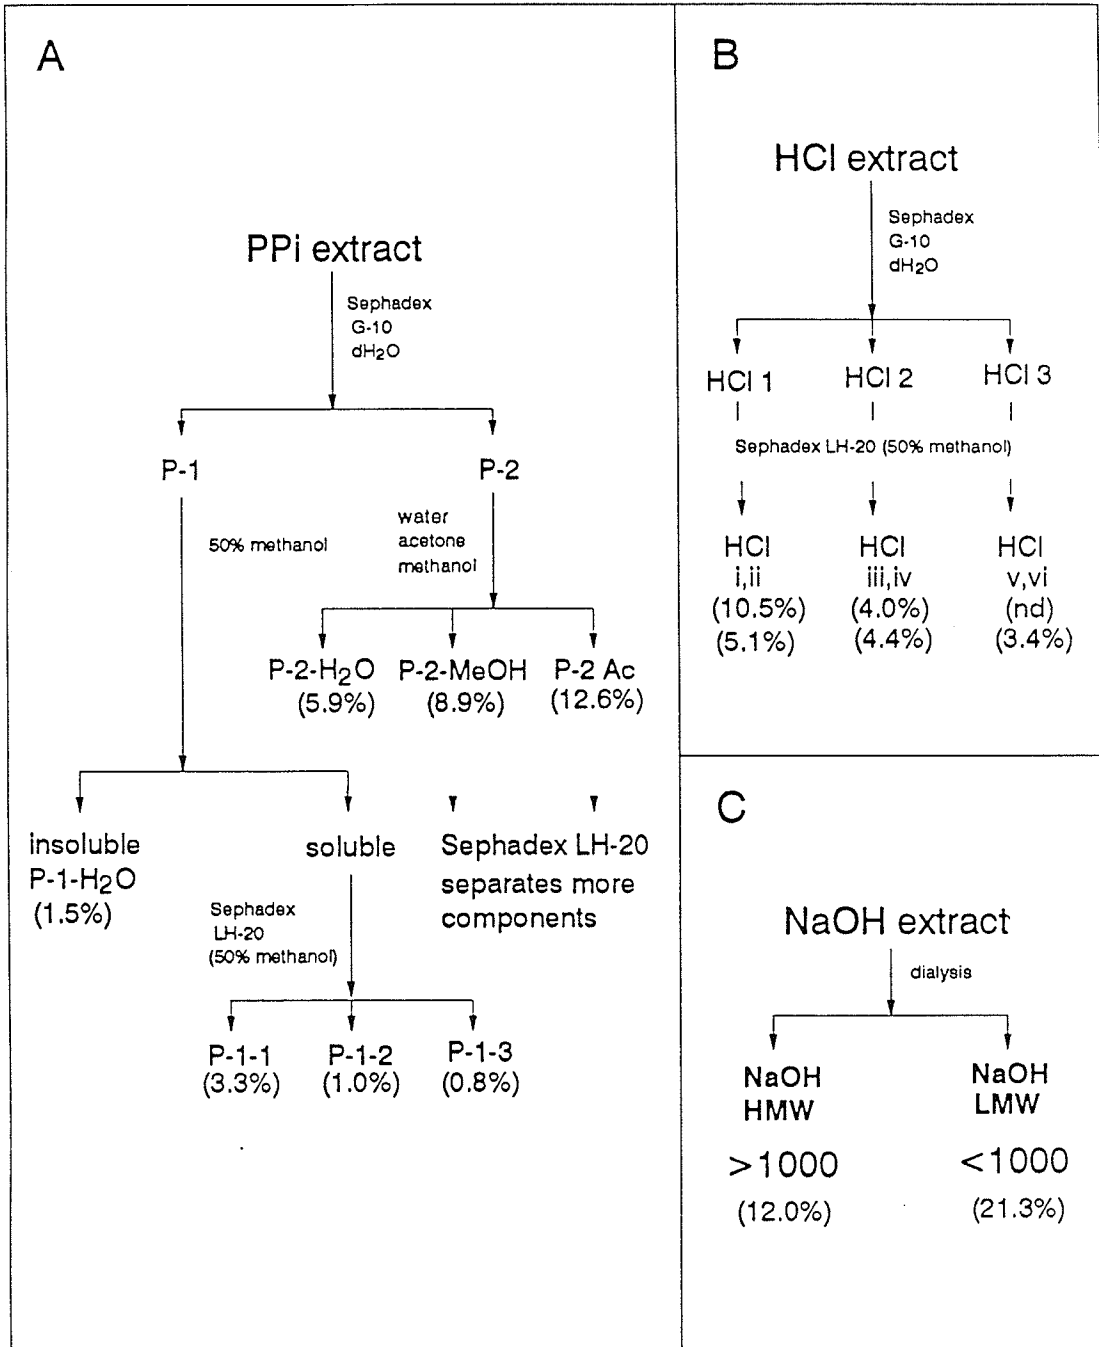 A
PPi extract
Sephadex
G-10
dH₂O
P-1
P-2
50% methanol
water
acetone
methanol
P-2-H₂O P-2-MeOH P-2 Ac
(5.9%) (8.9%) (12.6%)
insoluble
P-1-H₂O
(1.5%)
soluble
Sephadex LH-20
separates more
components
Sephadex
LH-20
(50% methanol)
P-1-1 P-1-2 P-1-3
(3.3%) (1.0%) (0.8%)
B
HCl extract
Sephadex
G-10
dH₂O
HCl 1 HCl 2 HCl 3
Sephadex LH-20 (50% methanol)
HCl HCl HCl
i,ii iii,iv v,vi
(10.5%) (4.0%) (nd)
(5.1%) (4.4%) (3.4%)
C
NaOH extract
dialysis
NaOH NaOH
HMW LMW
>1000 <1000
(12.0%) (21.3%)